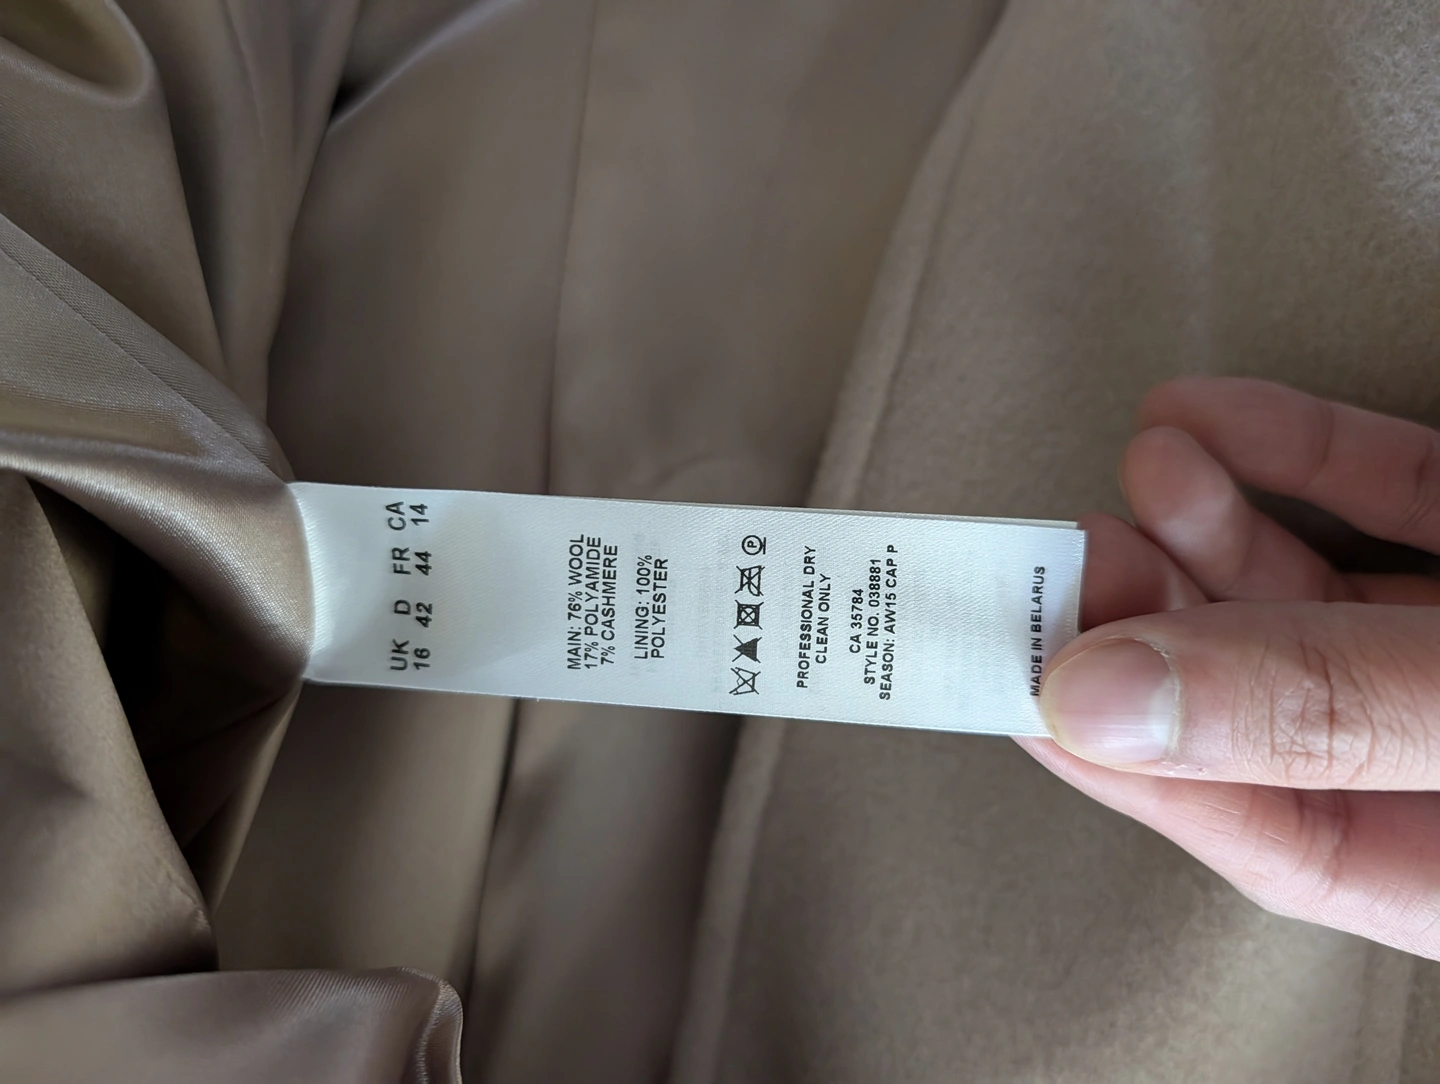 UK D FR CA
16 42 44 14
MAIN: 76% WOOL
17% POLYAMIDE
7% CASHMERE
LINING: 100%
POLYESTER
P
PROFESSIONAL DRY
CLEAN ONLY
CA 35784
STYLE NO. 038881
SEASON: AW15 CAP P
MADE IN BELARUS